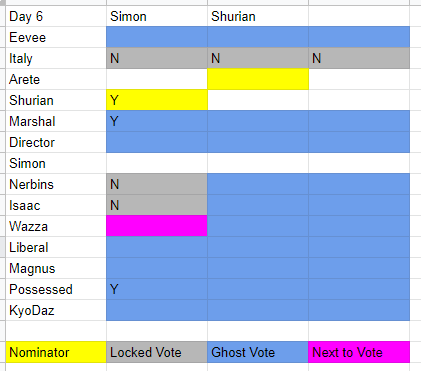 Day 6 Simon Shurian
Eevee
Italy N N N
Arete
Shurian Y
Marshal Y
Director
Simon
Nerbins N
Isaac N
Wazza
Liberal
Magnus
Possessed Y
KyoDaz
Nominator Locked Vote Ghost Vote Next to Vote